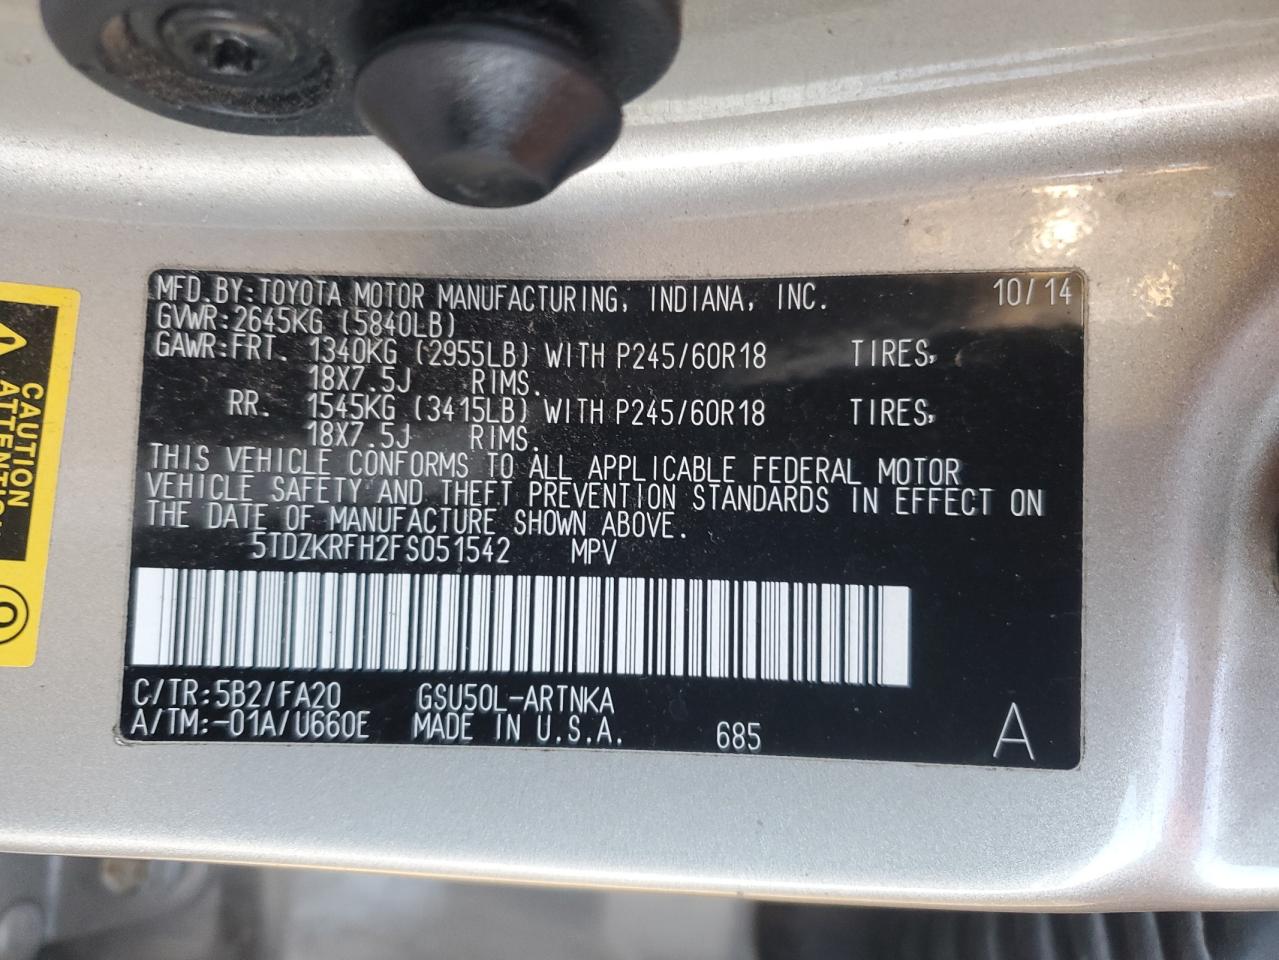 MFD.BY:TOYOTA MOTOR MANUFACTURING, INDIANA, INC. 10/14
GVWR:2645KG (5840LB)
GAWR:FRT. 1340KG (2955LB) WITH P245/60R18 TIRES,
18X7.5J RIMS.
RR. 1545KG (3415LB) WITH P245/60R18 TIRES,
18X7.5J RIMS.
THIS VEHICLE CONFORMS TO ALL APPLICABLE FEDERAL MOTOR
VEHICLE SAFETY AND THEFT PREVENTION STANDARDS IN EFFECT ON
THE DATE OF MANUFACTURE SHOWN ABOVE.
5TDZKRFH2FS051542 MPV
C/TR:5B2/FA20 GSU50L-ARTNKA
A/TM:-01A/U660E MADE IN U.S.A. 685 A
CAUTION